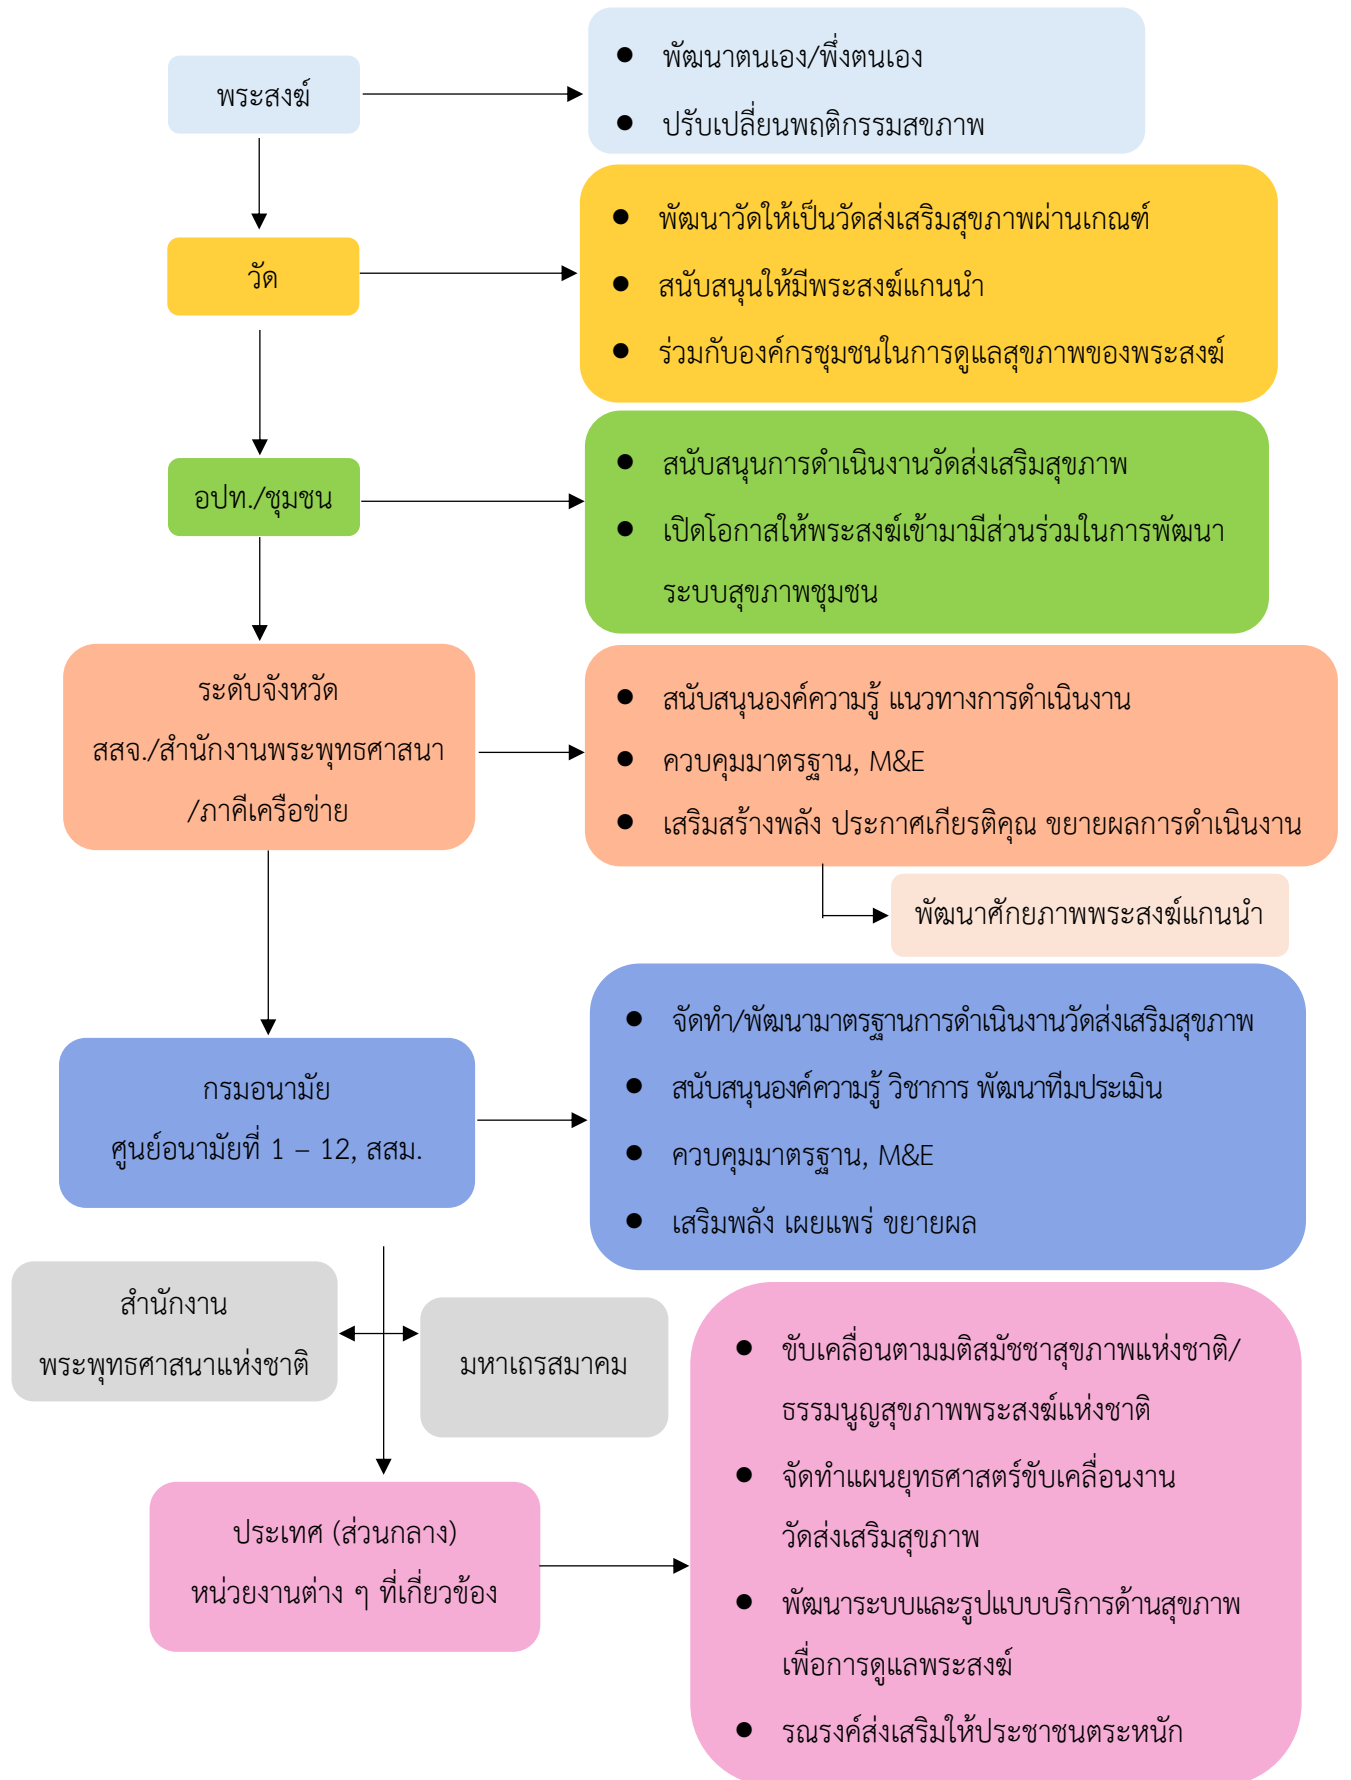 พระสงฆ์
● พัฒนาตนเอง/พึ่งตนเอง
● ปรับเปลี่ยนพฤติกรรมสขภาพ
วัด
● พัฒนาวัดให้เป็นวัดส่งเสริมสุขภาพผ่านเกณฑ์
● สนับสนุนให้มีพระสงฆ์แกนนำ
● ร่วมกับองค์กรชุมชนในการดูแลสุขภาพของพระสงฆ์
อปท./ชุมชน
● สนับสนุนการดำเนินงานวัดส่งเสริมสุขภาพ
● เปิดโอกาสให้พระสงฆ์เข้ามามีส่วนร่วมในการพัฒนา
ระบบสุขภาพชุมชน
ระดับจังหวัด
สสจ./สำนักงานพระพุทธศาสนา
/ภาคีเครือข่าย
● สนับสนุนองค์ความรู้ แนวทางการดำเนินงาน
● ควบคุมมาตรฐาน, M&E
● เสริมสร้างพลัง ประกาศเกียรติคุณ ขยายผลการดำเนินงาน
พัฒนาศักยภาพพระสงฆ์แกนนำ
กรมอนามัย
ศูนย์อนามัยที่ 1 – 12, สสม.
● จัดทำ/พัฒนามาตรฐานการดำเนินงานวัดส่งเสริมสุขภาพ
● สนับสนุนองค์ความรู้ วิชาการ พัฒนาทีมประเมิน
● ควบคุมมาตรฐาน, M&E
● เสริมพลัง เผยแพร่ ขยายผล
สำนักงาน
พระพุทธศาสนาแห่งชาติ
มหาเถรสมาคม
ประเทศ (ส่วนกลาง)
หน่วยงานต่าง ๆ ที่เกี่ยวข้อง
● ขับเคลื่อนตามมติสมัชชาสุขภาพแห่งชาติ/
ธรรมนูญสุขภาพพระสงฆ์แห่งชาติ
● จัดทำแผนยุทธศาสตร์ขับเคลื่อนงาน
วัดส่งเสริมสุขภาพ
● พัฒนาระบบและรูปแบบบริการด้านสุขภาพ
เพื่อการดูแลพระสงฆ์
● รณรงค์ส่งเสริมให้ประชาชนตระหนัก